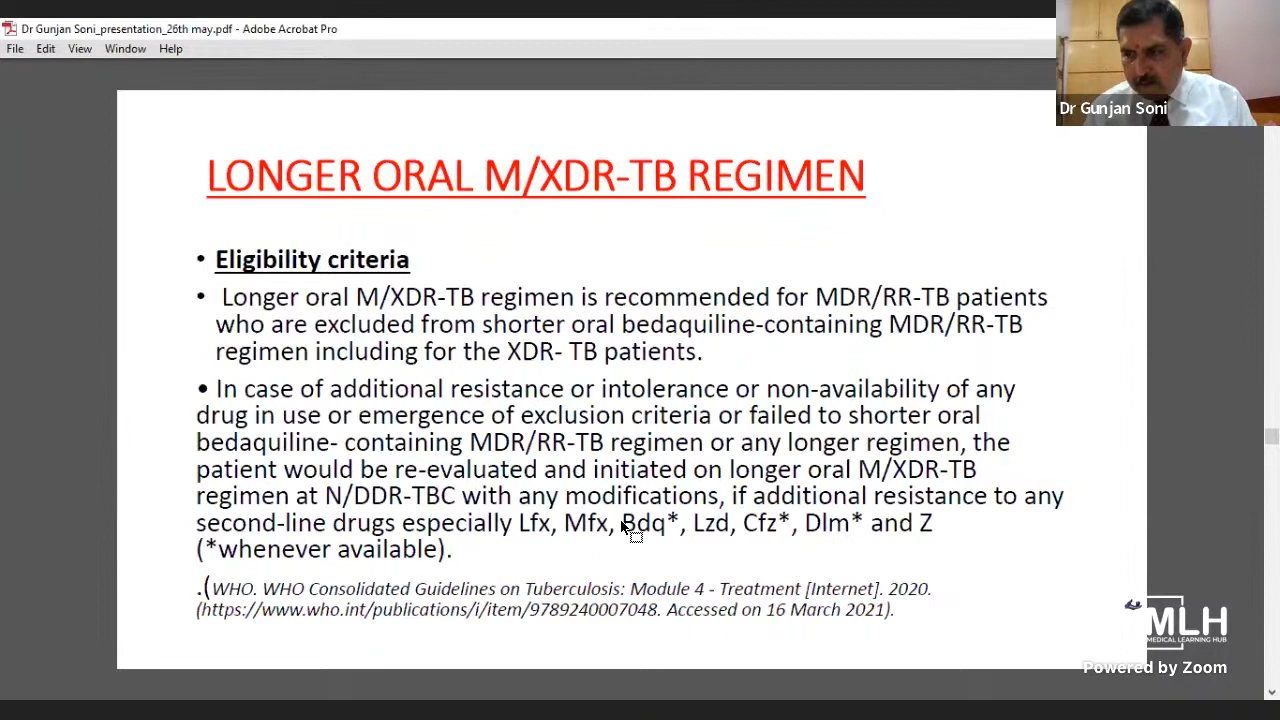 Dr Gunjan Soni_presentation_26th may.pdf - Adobe Acrobat Pro
File Edit View Window Help
Dr Gunjan Soni
LONGER ORAL M/XDR-TB REGIMEN
• Eligibility criteria
• Longer oral M/XDR-TB regimen is recommended for MDR/RR-TB patients
who are excluded from shorter oral bedaquiline-containing MDR/RR-TB
regimen including for the XDR- TB patients.
• In case of additional resistance or intolerance or non-availability of any
drug in use or emergence of exclusion criteria or failed to shorter oral
bedaquiline- containing MDR/RR-TB regimen or any longer regimen, the
patient would be re-evaluated and initiated on longer oral M/XDR-TB
regimen at N/DDR-TBC with any modifications, if additional resistance to any
second-line drugs especially Lfx, Mfx, Bdq*, Lzd, Cfz*, Dlm* and Z
(*whenever available).
.(WHO. WHO Consolidated Guidelines on Tuberculosis: Module 4 - Treatment [Internet]. 2020.
(https://www.who.int/publications/i/item/9789240007048. Accessed on 16 March 2021).
MLH
MEDICAL LEARNING HUB
Powered by Zoom